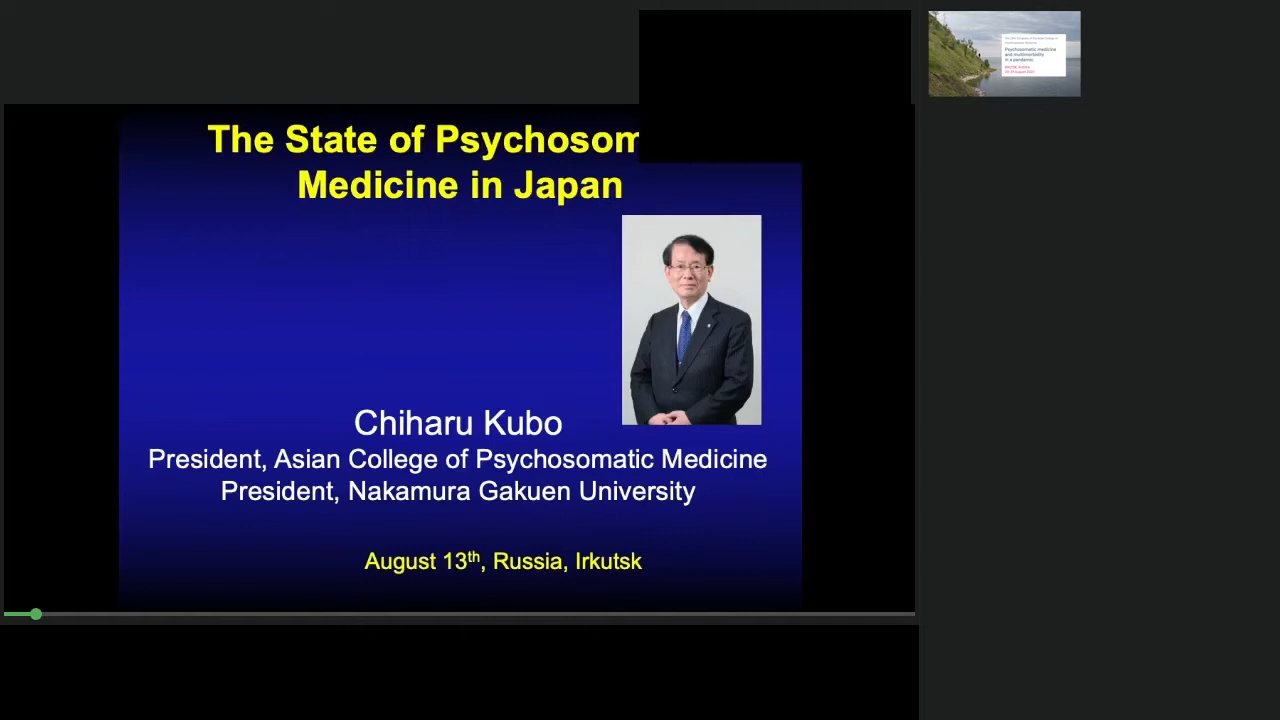 The State of Psychosom
Medicine in Japan
Chiharu Kubo
President, Asian College of Psychosomatic Medicine
President, Nakamura Gakuen University
August 13th, Russia, Irkutsk
Psychosomatic medicine
and multimorbidity
in a pandemic